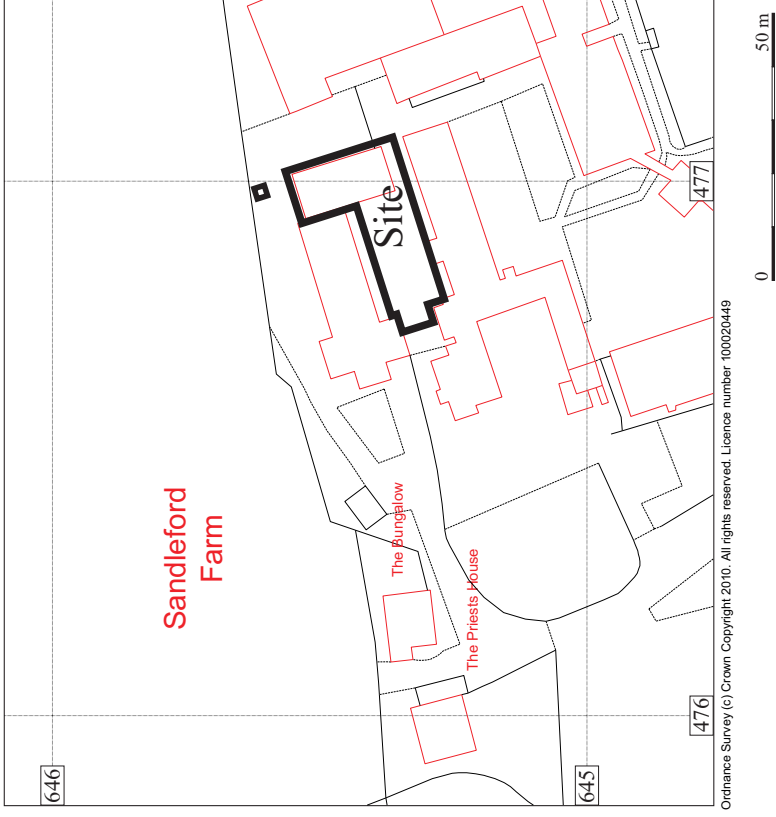 646
Sandleford
Farm
The Bungalow
The Priests House
Site
645
476
477
Ordnance Survey (c) Crown Copyright 2010. All rights reserved. Licence number 100020449
0
50 m